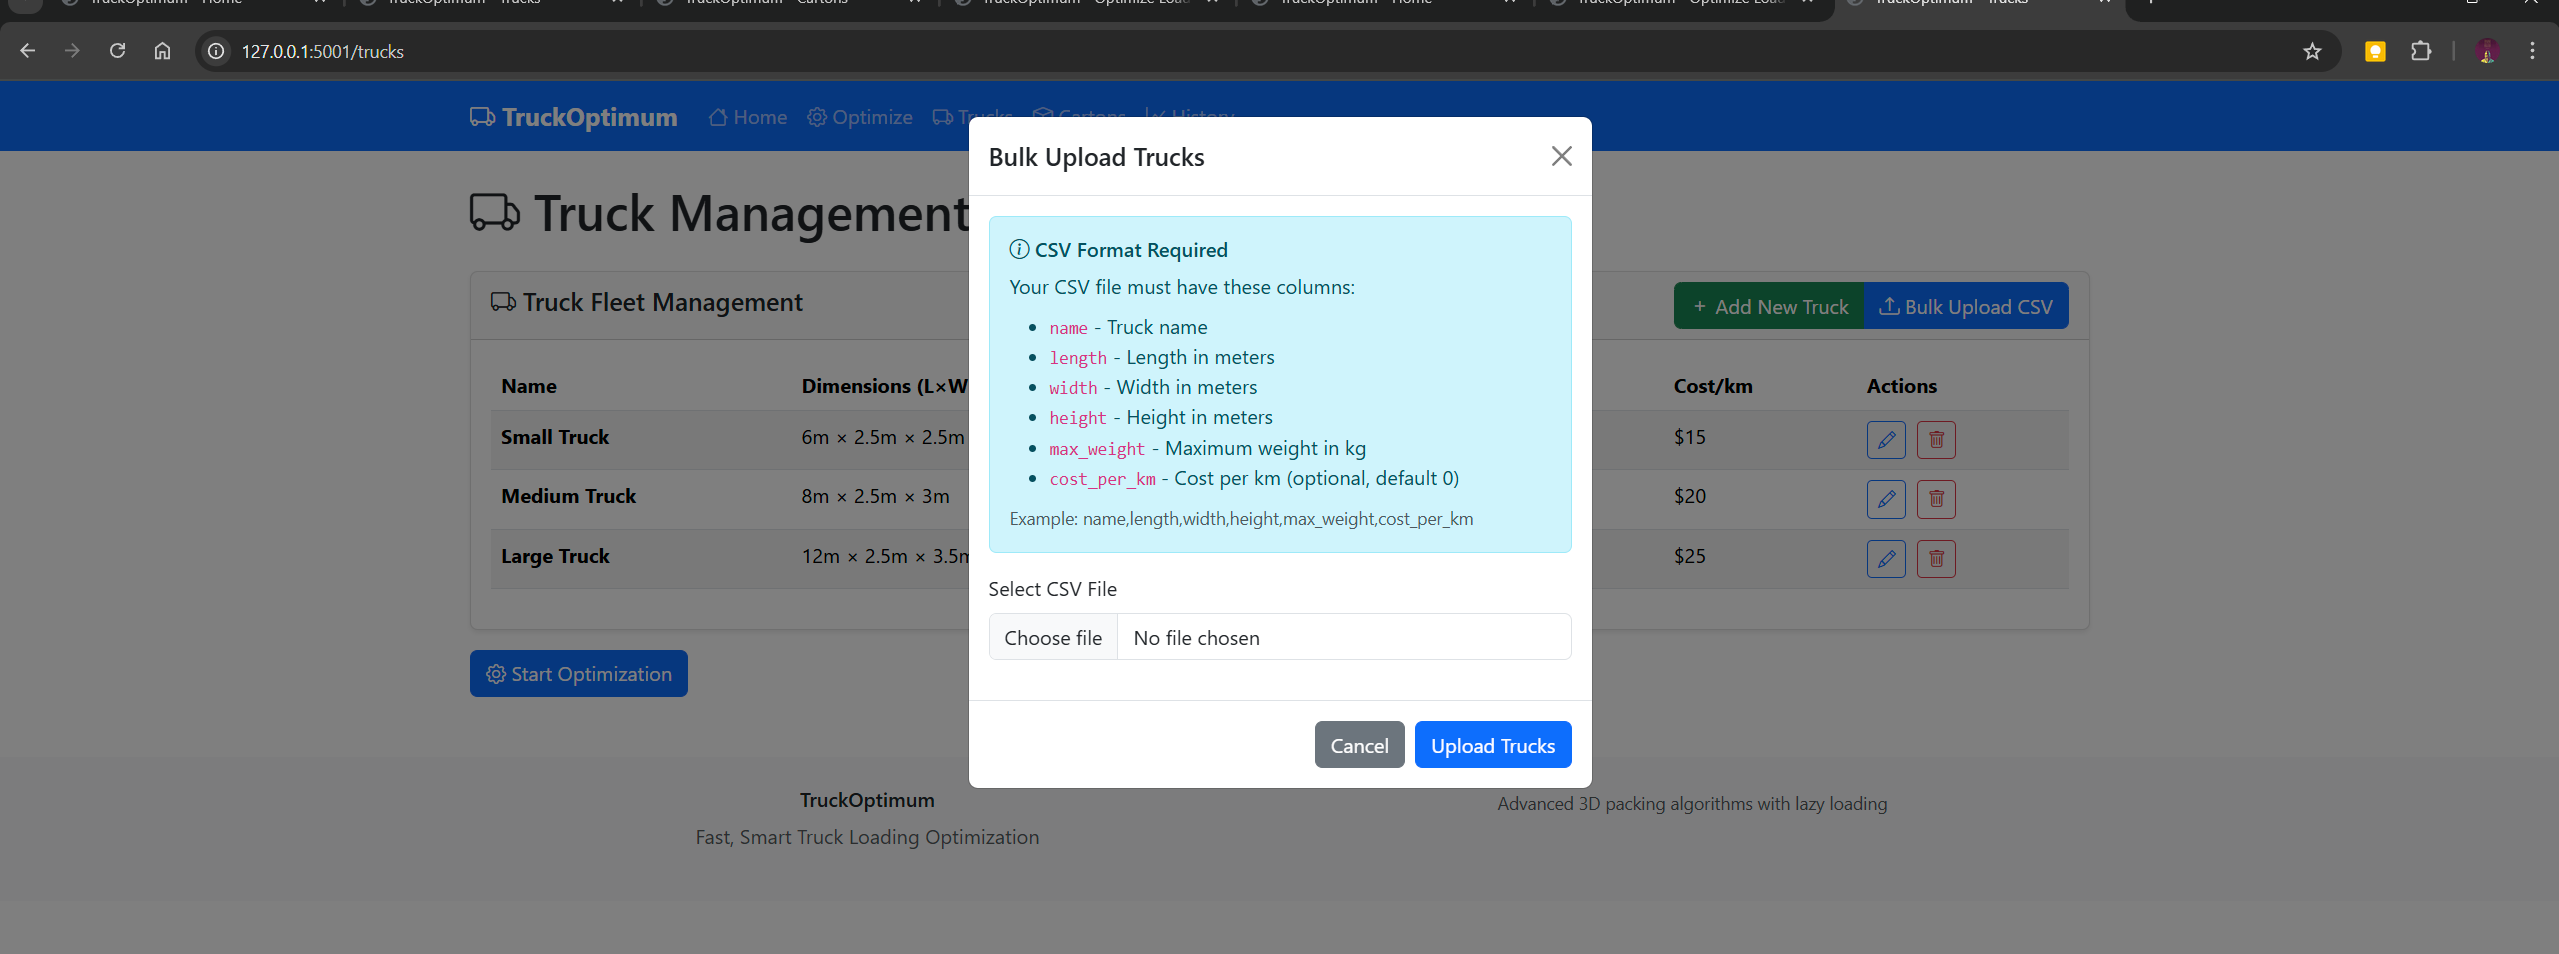 TruckOptimum - Home
TruckOptimum - Trucks
TruckOptimum - Cartons
TruckOptimum - Optimize Load
TruckOptimum - Home
TruckOptimum - Optimize Load
TruckOptimum - Trucks
127.0.0.1:5001/trucks
TruckOptimum Home Optimize Trucks Cartons History
Bulk Upload Trucks
Truck Management
CSV Format Required
Your CSV file must have these columns:
name - Truck name
length - Length in meters
width - Width in meters
height - Height in meters
max_weight - Maximum weight in kg
cost_per_km - Cost per km (optional, default 0)
Example: name,length,width,height,max_weight,cost_per_km
Select CSV File
Choose file No file chosen
Cancel Upload Trucks
Truck Fleet Management
+ Add New Truck Bulk Upload CSV
Name Dimensions (L×W Cost/km Actions
Small Truck 6m × 2.5m × 2.5m $15
Medium Truck 8m × 2.5m × 3m $20
Large Truck 12m × 2.5m × 3.5m $25
Start Optimization
TruckOptimum
Fast, Smart Truck Loading Optimization
Advanced 3D packing algorithms with lazy loading